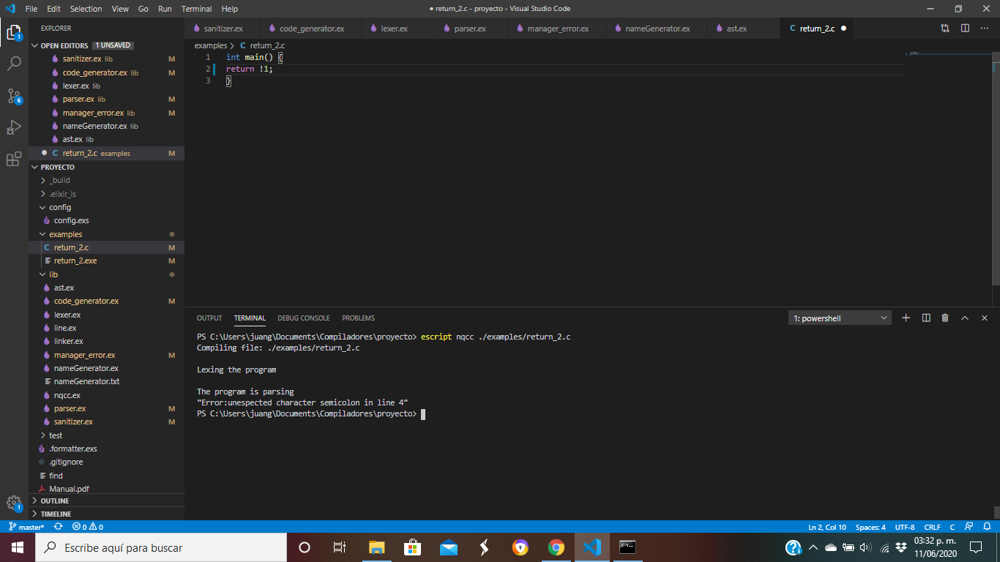 File Edit Selection View Go Run Terminal Help
● return_2.c - proyecto - Visual Studio Code
EXPLORER
sanitizer.ex code_generator.ex lexer.ex parser.ex manager_error.ex nameGenerator.ex ast.ex return_2.c
OPEN EDITORS 1 UNSAVED
sanitizer.ex lib M
code_generator.ex lib M
lexer.ex lib
parser.ex lib M
manager_error.ex lib M
nameGenerator.ex lib
ast.ex lib
C return_2.c examples M
PROYECTO
_build
.elixir_ls
config
config.exs
examples
C return_2.c M
return_2.exe M
lib
ast.ex
code_generator.ex M
lexer.ex
line.ex
linker.ex
manager_error.ex M
nameGenerator.ex
nameGenerator.txt
nqcc.ex
parser.ex M
sanitizer.ex M
test
.formatter.exs
.gitignore
find
Manual.pdf
OUTLINE
TIMELINE
1
6
1
examples > C return_2.c
1 int main() {
2 return !1;
3 }
OUTPUT TERMINAL DEBUG CONSOLE PROBLEMS
1: powershell
PS C:\Users\juang\Documents\Compiladores\proyecto> escript nqcc ./examples/return_2.c
Compiling file: ./examples/return_2.c
Lexing the program
The program is parsing
"Error:unespected character semicolon in line 4"
PS C:\Users\juang\Documents\Compiladores\proyecto>
master* 0 0
Ln 2, Col 10 Spaces: 4 UTF-8 CRLF C
Escribe aquí para buscar
03:32 p. m.
11/06/2020